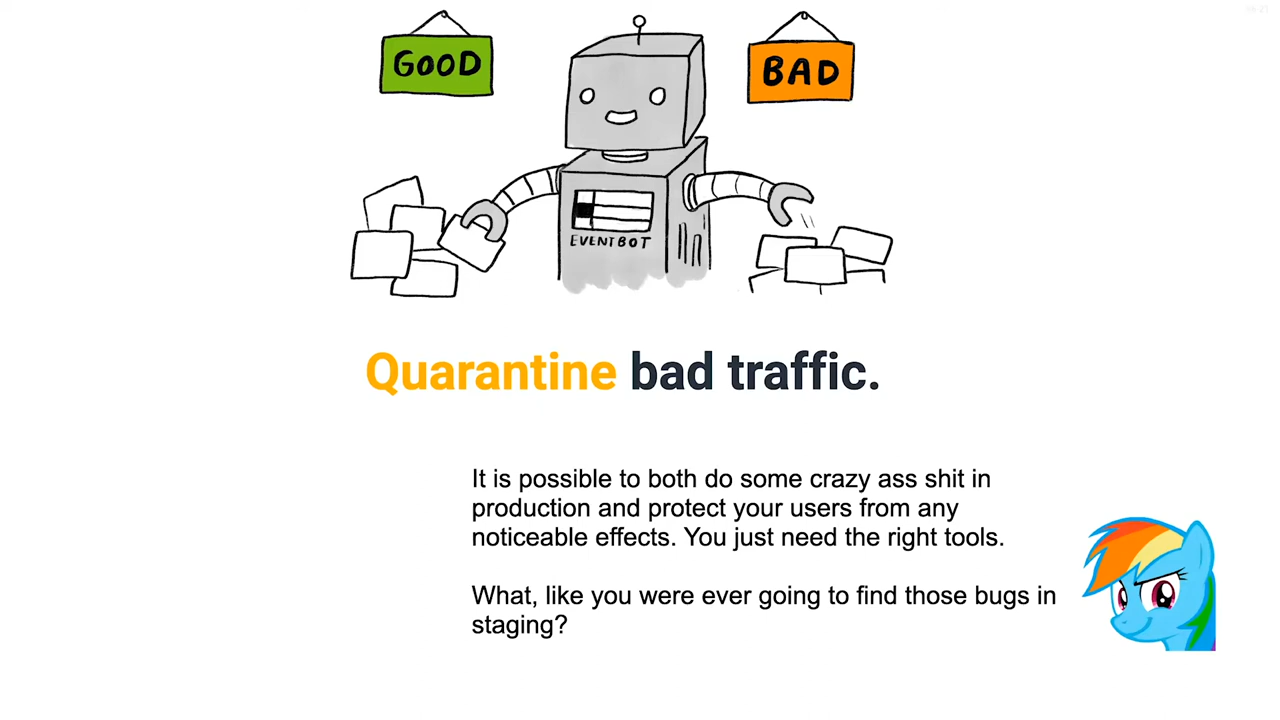 GOOD
BAD
EVENTBOT
Quarantine bad traffic.
It is possible to both do some crazy ass shit in
production and protect your users from any
noticeable effects. You just need the right tools.
What, like you were ever going to find those bugs in
staging?